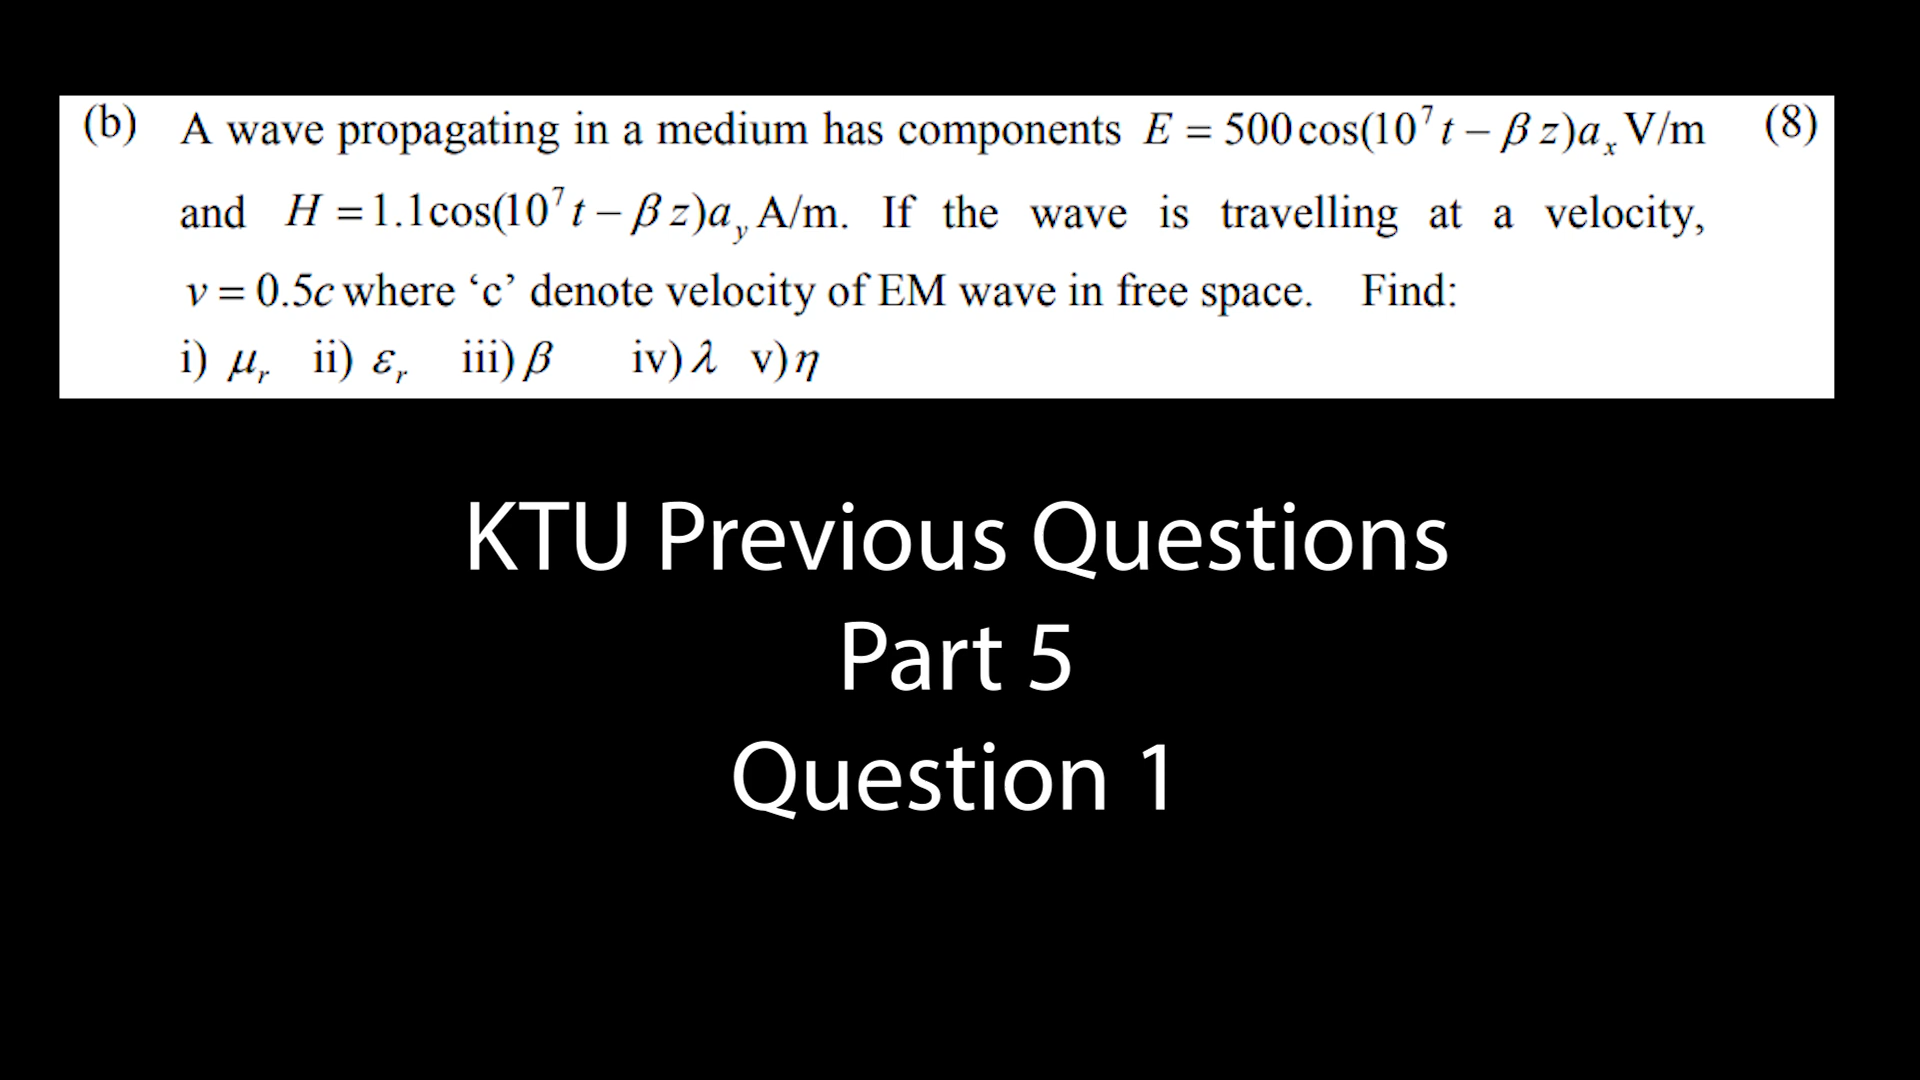 (b) A wave propagating in a medium has components E = 500cos(10⁷t − βz)aₓ V/m (8)
and H = 1.1cos(10⁷t − βz)a_y A/m. If the wave is travelling at a velocity,
v = 0.5c where ‘c’ denote velocity of EM wave in free space. Find:
i) μᵣ ii) εᵣ iii) β iv) λ v) η
KTU Previous Questions
Part 5
Question 1